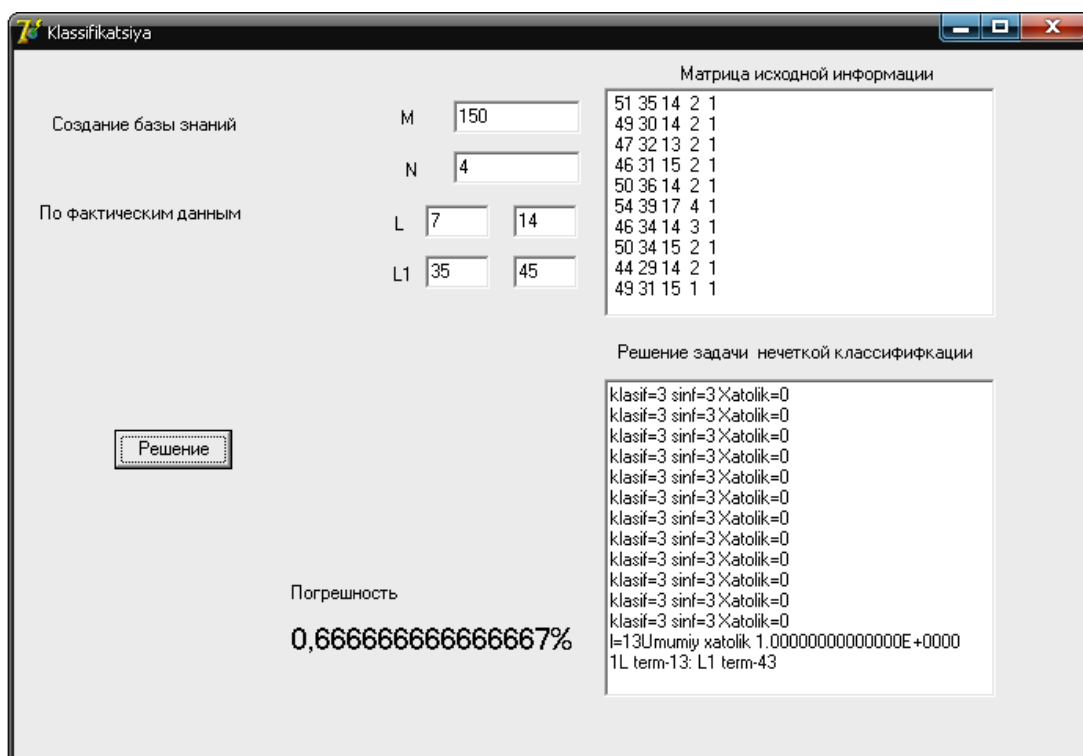 Klassifikatsiya
Создание базы знаний
По фактическим данным
M 150
N 4
L 7 14
L1 35 45
Матрица исходной информации
51 35 14 2 1
49 30 14 2 1
47 32 13 2 1
46 31 15 2 1
50 36 14 2 1
54 39 17 4 1
46 34 14 3 1
50 34 15 2 1
44 29 14 2 1
49 31 15 1 1
Решение задачи нечеткой классифифкации
klasif=3 sinf=3 Xatolik=0
klasif=3 sinf=3 Xatolik=0
klasif=3 sinf=3 Xatolik=0
klasif=3 sinf=3 Xatolik=0
klasif=3 sinf=3 Xatolik=0
klasif=3 sinf=3 Xatolik=0
klasif=3 sinf=3 Xatolik=0
klasif=3 sinf=3 Xatolik=0
klasif=3 sinf=3 Xatolik=0
klasif=3 sinf=3 Xatolik=0
klasif=3 sinf=3 Xatolik=0
klasif=3 sinf=3 Xatolik=0
l=13Umumiy xatolik 1.00000000000000E+0000
1L term-13: L1 term-43
Решение
Погрешность
0,666666666666667%